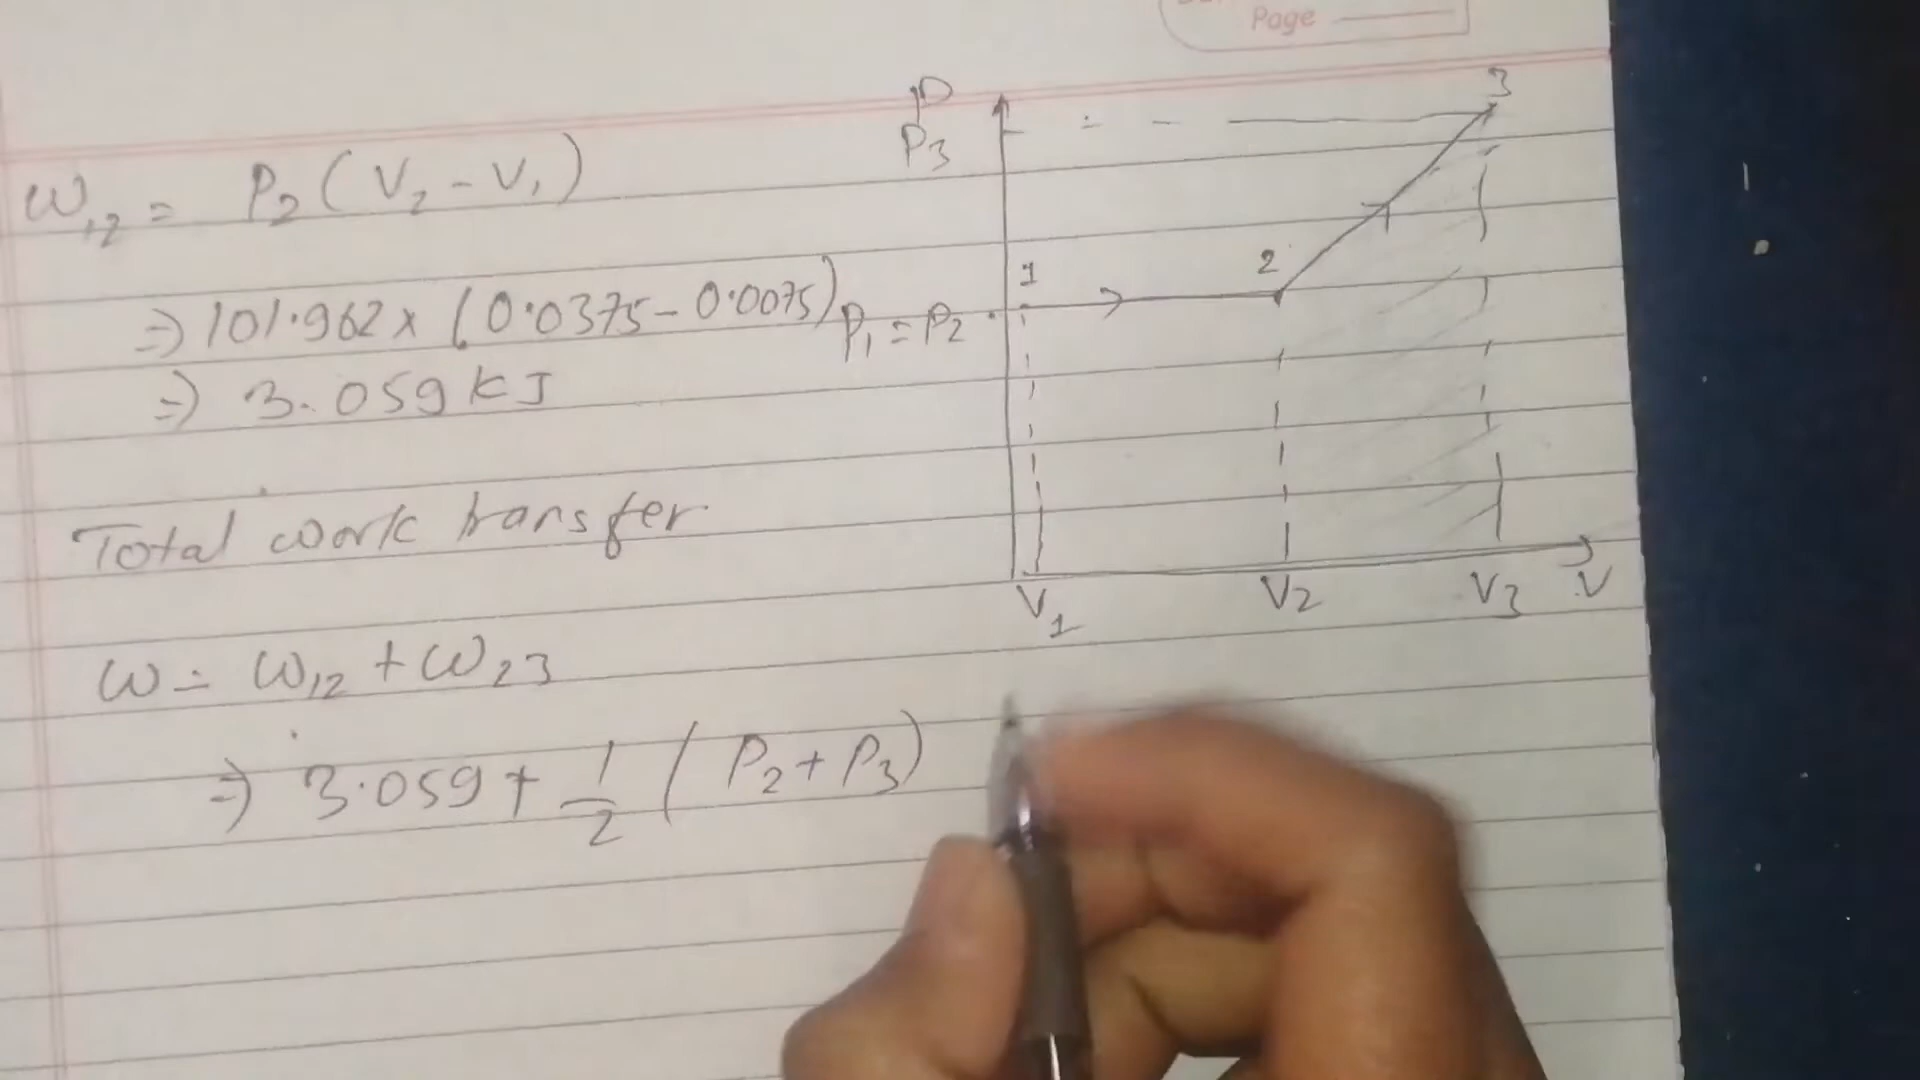 Page
P
P3
3
W12 = P2 (V2 - V1)
1
2
=> 101.962 x (0.0375 - 0.0075)
P1 = P2
=> 3.059 KJ
Total work transfer
V1
V2
V3
V
W = W12 + W23
=> 3.059 + 1/2 (P2 + P3)